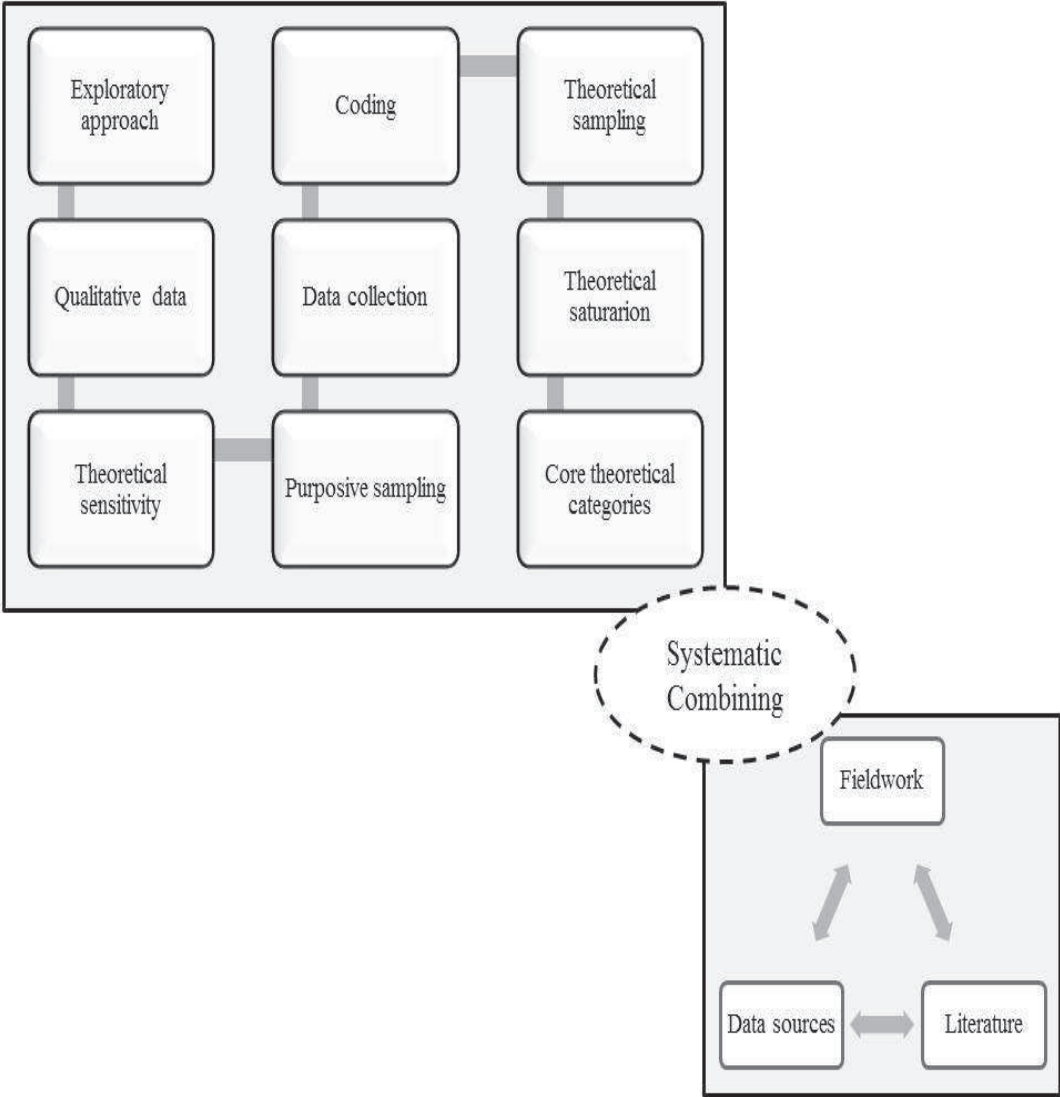 Exploratory
approach
Qualitative data
Theoretical
sensitivity
Purposive sampling
Data collection
Coding
Theoretical
sampling
Theoretical
saturarion
Core theoretical
categories
Systematic
Combining
Fieldwork
Data sources
Literature